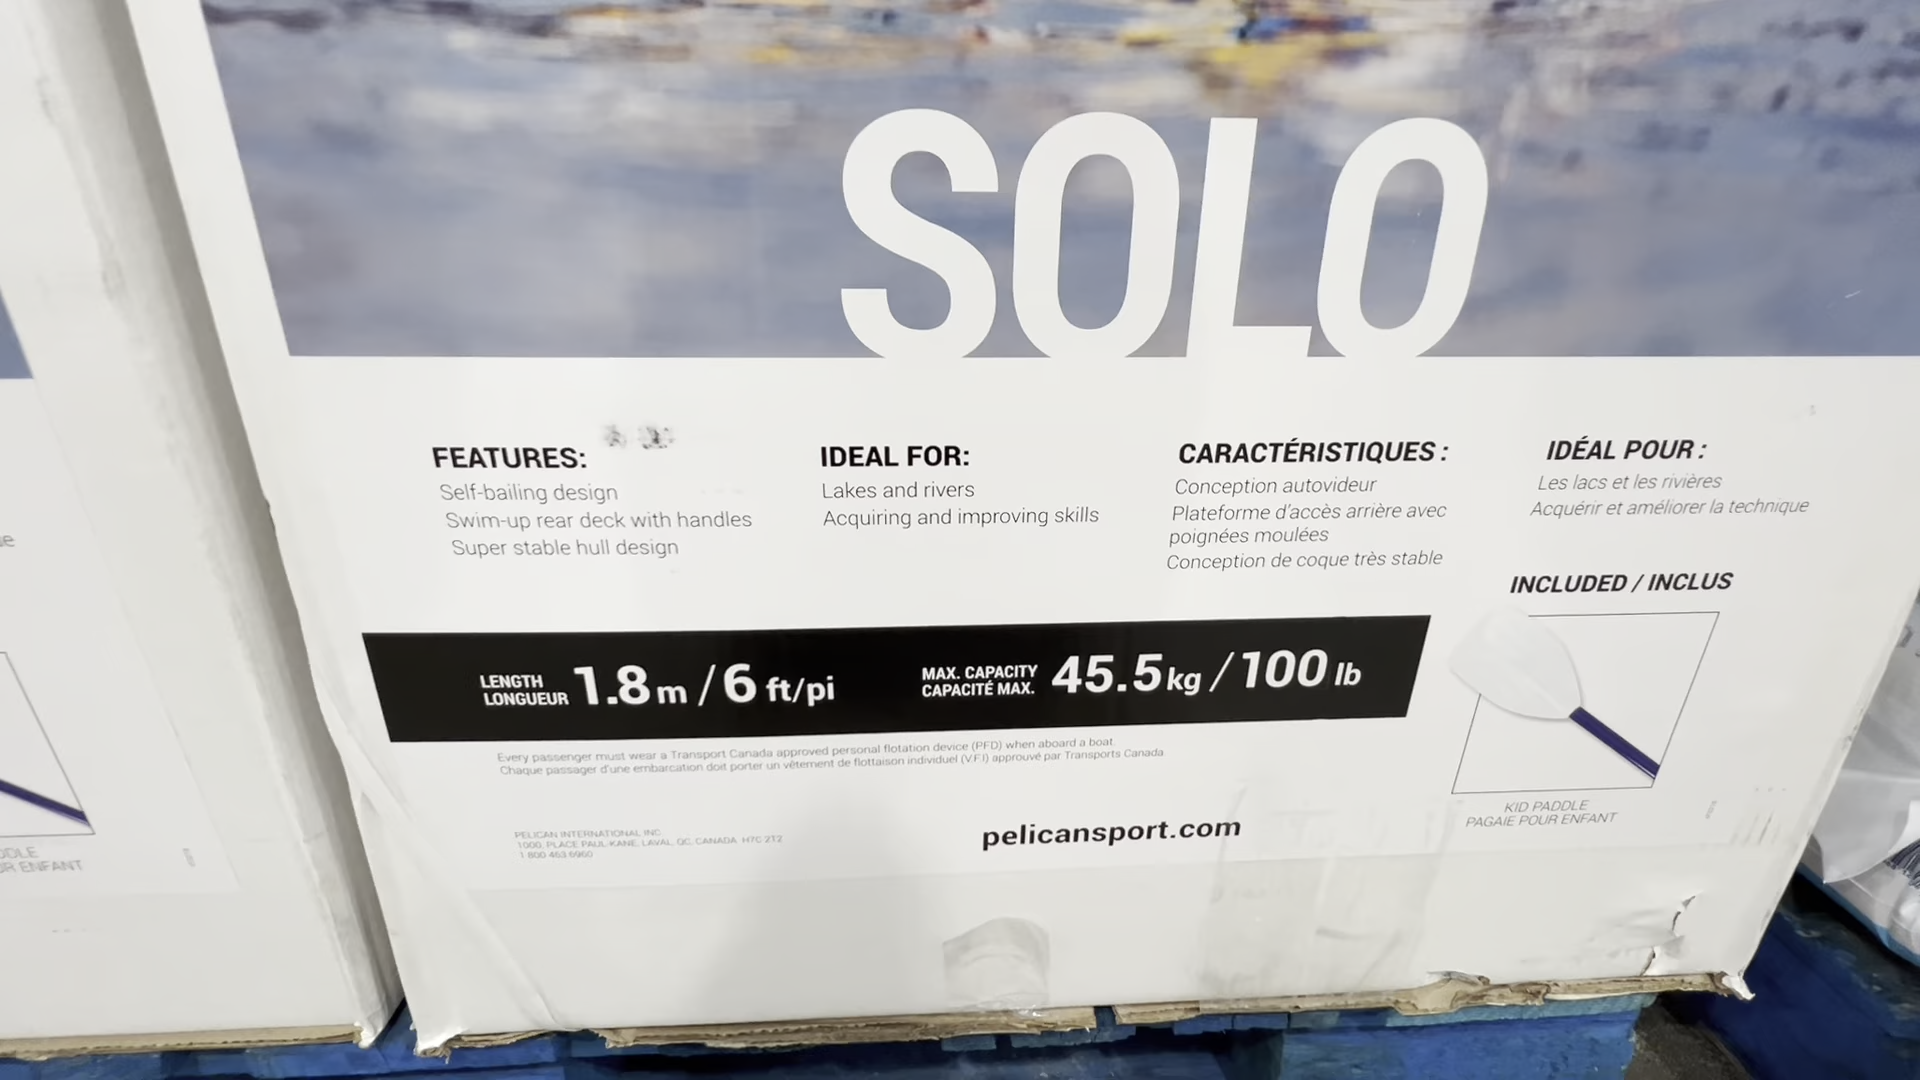 SOLO
FEATURES:
Self-bailing design
Swim-up rear deck with handles
Super stable hull design
IDEAL FOR:
Lakes and rivers
Acquiring and improving skills
CARACTÉRISTIQUES :
Conception autovideur
Plateforme d'accès arrière avec
poignées moulées
Conception de coque très stable
IDÉAL POUR :
Les lacs et les rivières
Acquérir et améliorer la technique
INCLUDED / INCLUS
KID PADDLE
PAGAIE POUR ENFANT
LENGTH
LONGUEUR
1.8 m / 6 ft/pi
MAX. CAPACITY
CAPACITÉ MAX.
45.5 kg / 100 lb
Every passenger must wear a Transport Canada approved personal flotation device (PFD) when aboard a boat.
Chaque passager d'une embarcation doit porter un vêtement de flottaison individuel (V.F.I) approuvé par Transports Canada
PELICAN INTERNATIONAL INC.
1000, PLACE PAUL-KANE, LAVAL, QC, CANADA H7C 2T2
1 800 463 6960
pelicansport.com
ENFANT